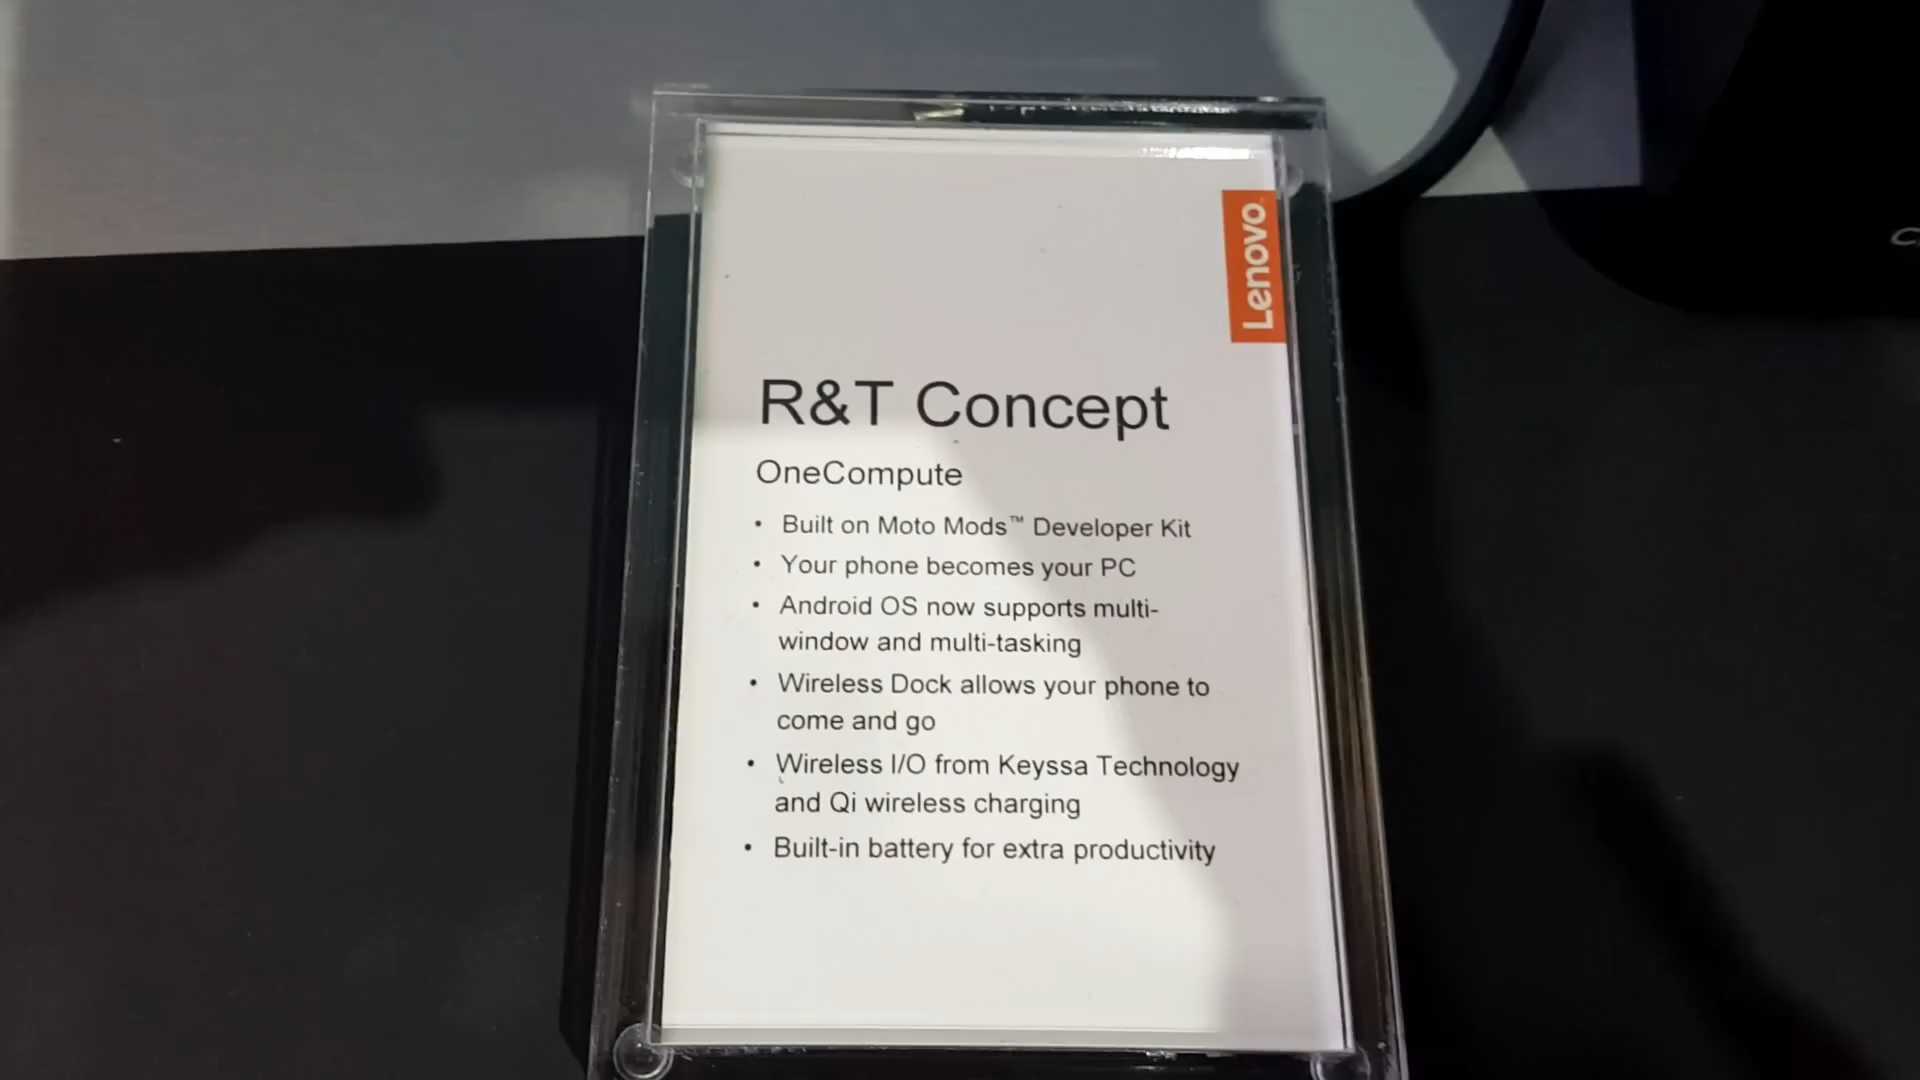 Lenovo
R&T Concept
OneCompute
• Built on Moto Mods™ Developer Kit
• Your phone becomes your PC
• Android OS now supports multi-
window and multi-tasking
• Wireless Dock allows your phone to
come and go
• Wireless I/O from Keyssa Technology
and Qi wireless charging
• Built-in battery for extra productivity